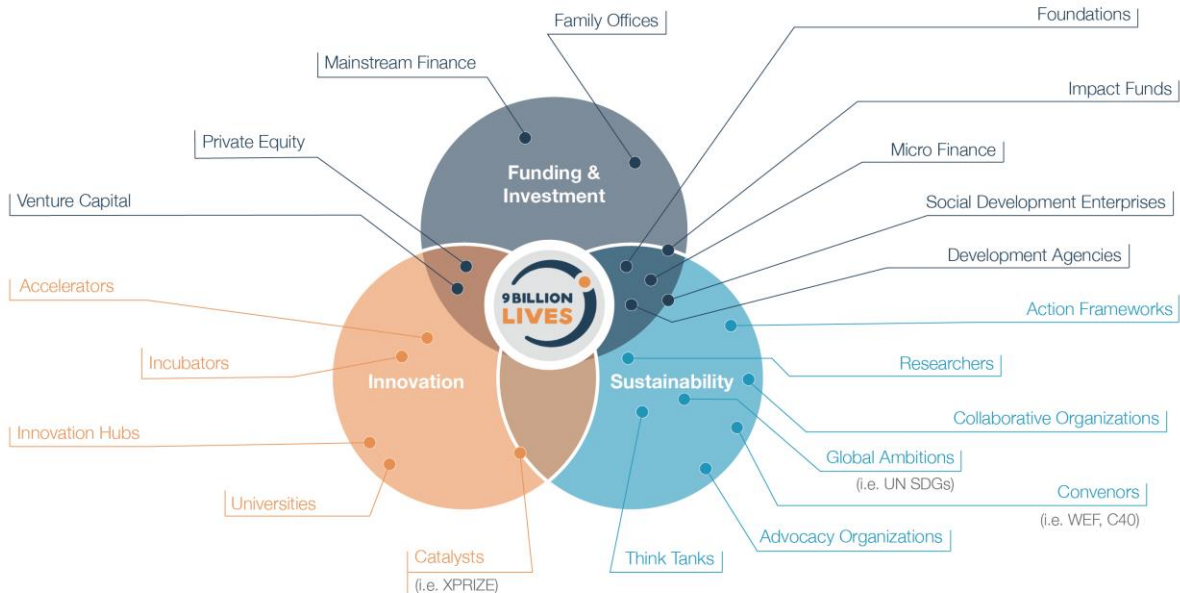 Family Offices
Foundations
Mainstream Finance
Impact Funds
Private Equity
Micro Finance
Funding &
Investment
Venture Capital
Social Development Enterprises
Development Agencies
Accelerators
9 BILLION
LIVES
Action Frameworks
Incubators
Researchers
Innovation
Sustainability
Collaborative Organizations
Innovation Hubs
Global Ambitions
(i.e. UN SDGs)
Universities
Convenors
(i.e. WEF, C40)
Advocacy Organizations
Catalysts
(i.e. XPRIZE)
Think Tanks